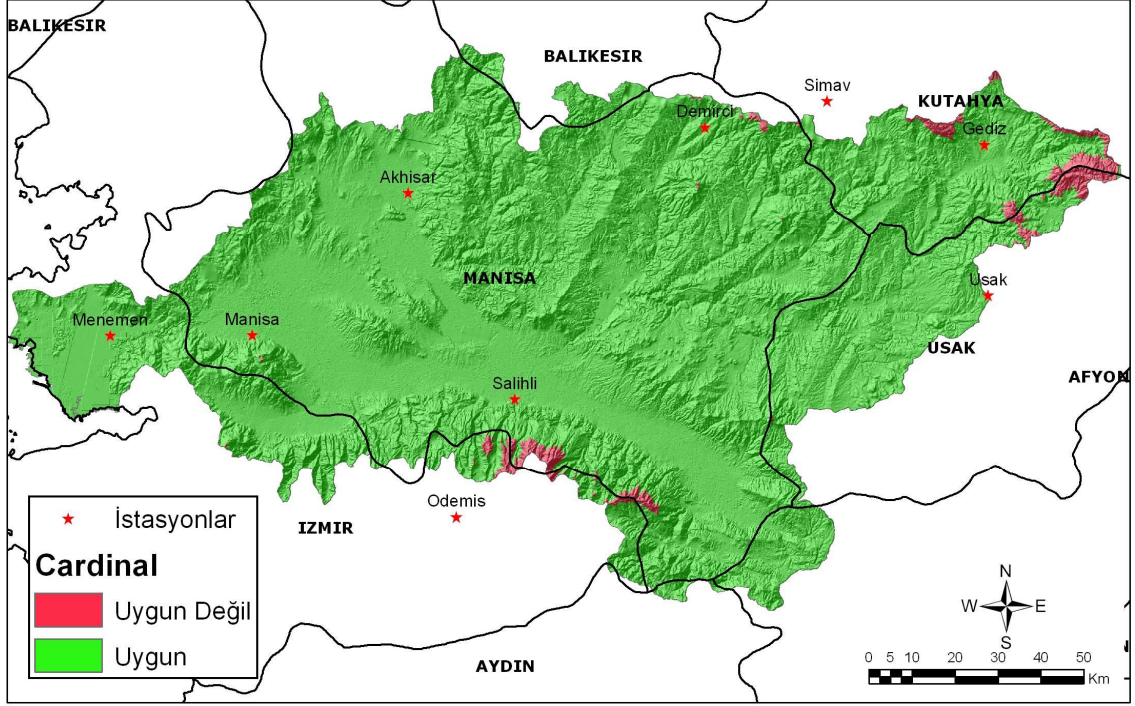 BALIKESIR
BALIKESIR
Simav
KUTAHYA
Demirci
Gediz
Akhisar
MANISA
Usak
Menemen
Manisa
USAK
AFYON
Salihli
Odemis
IZMIR
İstasyonlar
Cardinal
Uygun Değil
Uygun
AYDIN
N
W E
S
0 5 10 20 30 40 50
Km